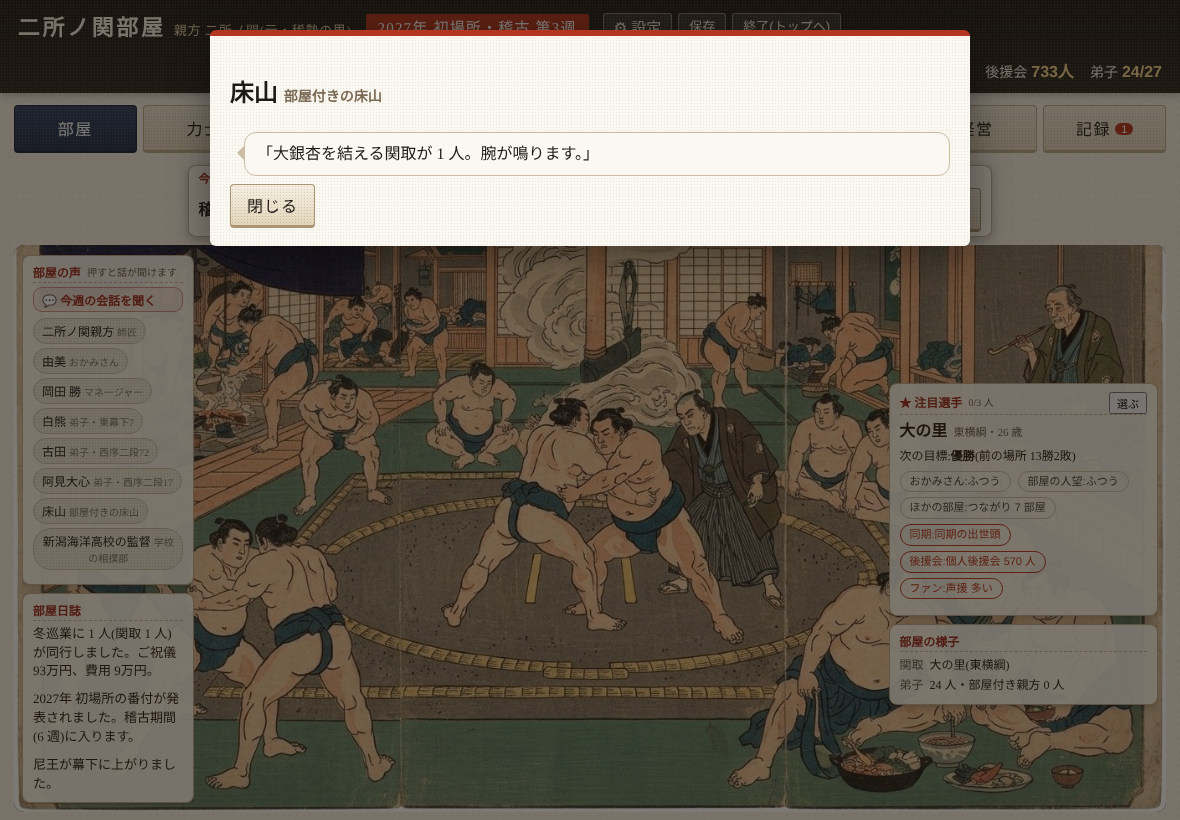 二所ノ関部屋
2027年 初場所・稽古 第3週
⚙ 設定
保存
終了(トップへ)
後援会 733人 弟子 24/27
部屋
記録 1
床山 部屋付きの床山
「大銀杏を結える関取が 1 人。腕が鳴ります。」
閉じる
部屋の声 押すと話が聞けます
💬 今週の会話を聞く
二所ノ関親方 師匠
由美 おかみさん
岡田 勝 マネージャー
白熊 弟子・東幕下7
古田 弟子・西序二段72
阿見大心 弟子・西序二段17
床山 部屋付きの床山
新潟海洋高校の監督 学校
の相撲部
部屋日誌
冬巡業に 1 人(関取 1 人)
が同行しました。ご祝儀
93万円、費用 9万円。
2027年 初場所の番付が発
表されました。稽古期間
(6 週)に入ります。
尼王が幕下に上がりまし
た。
★ 注目選手 0/3 人
選ぶ
大の里 東横綱・26 歳
次の目標:優勝(前の場所 13勝2敗)
おかみさん:ふつう
部屋の人望:ふつう
ほかの部屋:つながり 7 部屋
同期:同期の出世頭
後援会:個人後援会 570 人
ファン:声援 多い
部屋の様子
関取 大の里(東横綱)
弟子 24 人・部屋付き親方 0 人